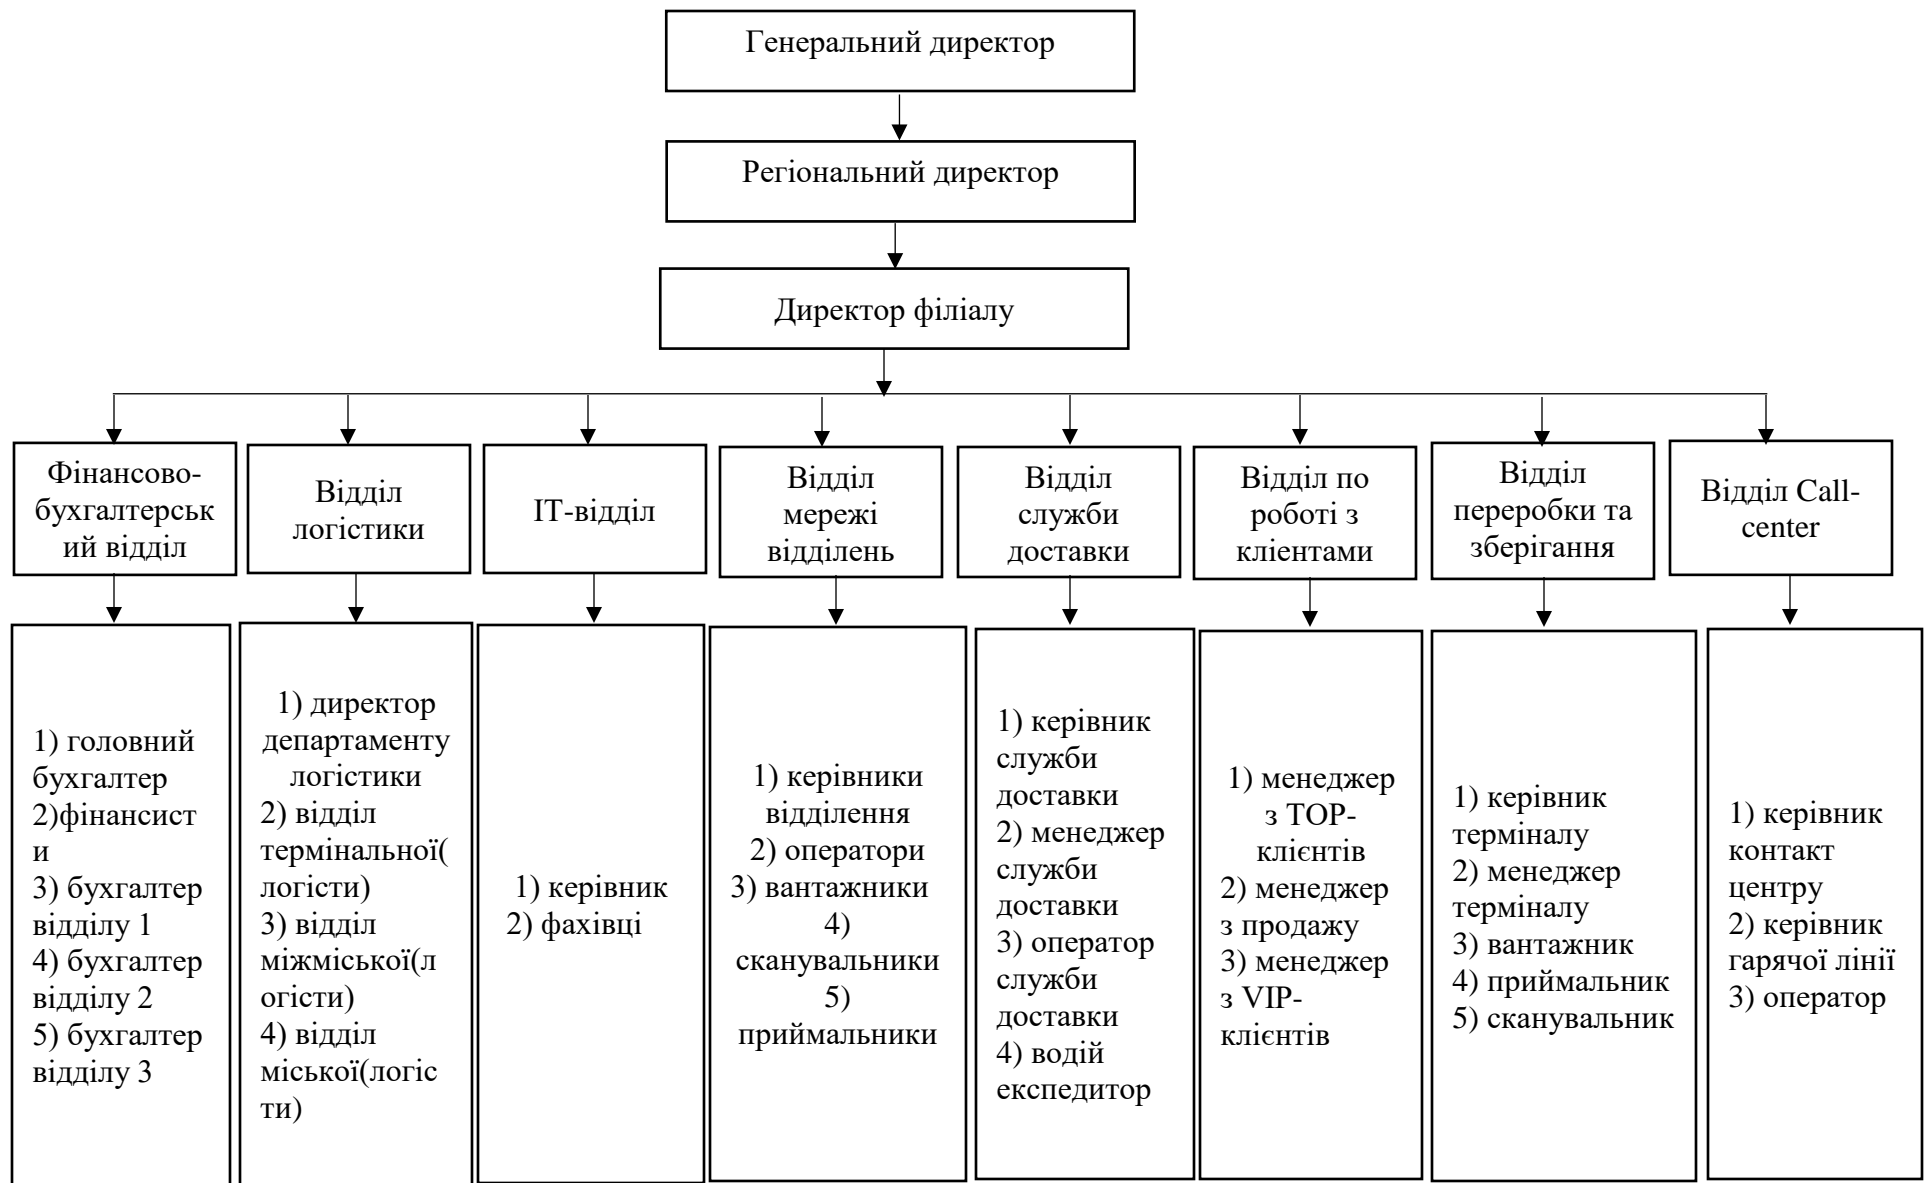 Генеральний директор
Регіональний директор
Директор філіалу
Фінансово-
бухгалтерськ
ий відділ
Відділ
логістики
ІТ-відділ
Відділ
мережі
відділень
Відділ
служби
доставки
Відділ по
роботі з
кліентами
Відділ
переробки та
зберігання
Відділ Call-
center
1) головний
бухгалтер
2)фінансист
и
3) бухгалтер
відділу 1
4) бухгалтер
відділу 2
5) бухгалтер
відділу 3
1) директор
департаменту
логістики
2) відділ
термінальної(
логісти)
3) відділ
міжміської(л
огісти)
4) відділ
міської(логіс
ти)
1) керівник
2) фахівці
1) керівники
відділення
2) оператори
3) вантажники
4)
сканувальники
5)
приймальники
1) керівник
служби
доставки
2) менеджер
служби
доставки
3) оператор
служби
доставки
4) водій
експедитор
1) менеджер
з TOP-
клієнтів
2) менеджер
з продажу
3) менеджер
з VIP-
клієнтів
1) керівник
терміналу
2) менеджер
терміналу
3) вантажник
4) приймальник
5) сканувальник
1) керівник
контакт
центру
2) керівник
гарячої лінії
3) оператор